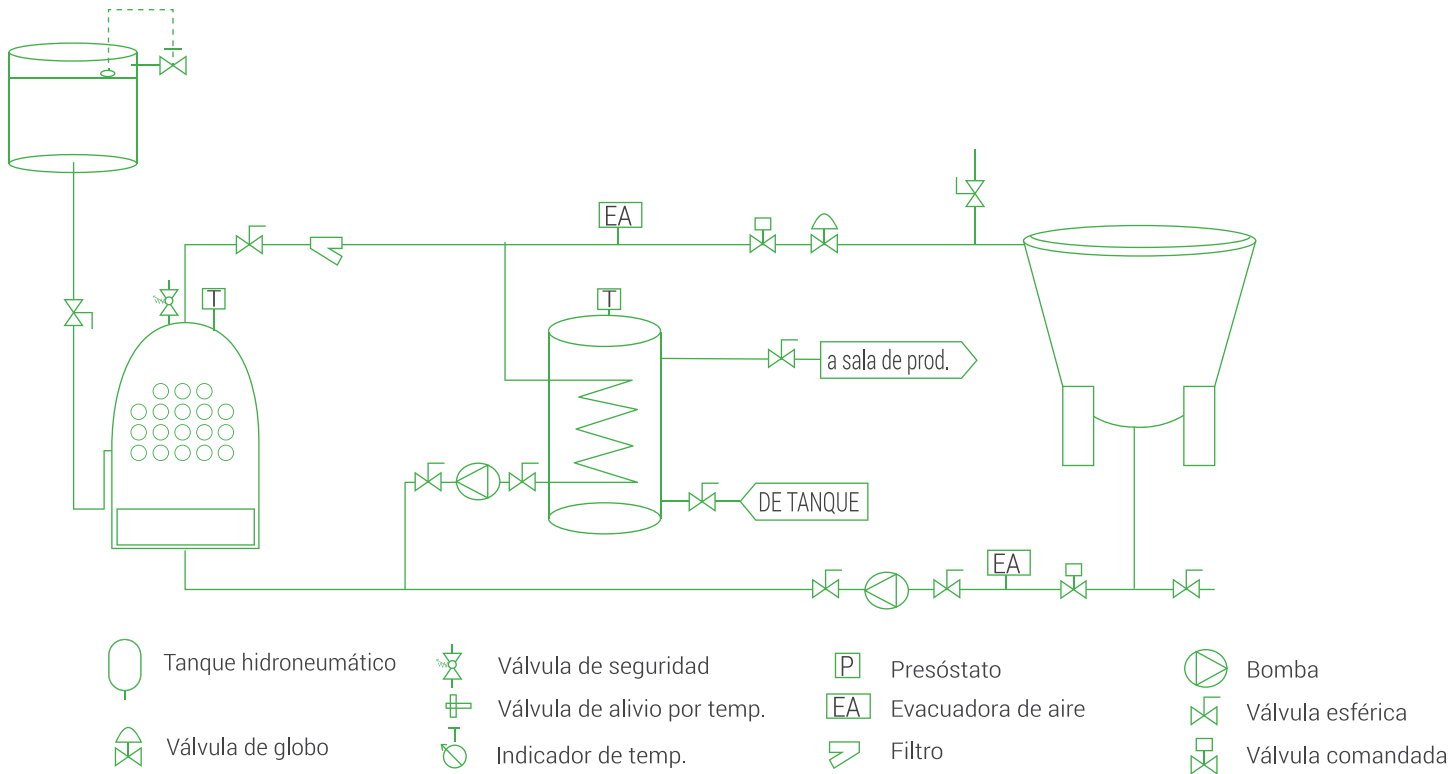 EA
T
T
a sala de prod.
DE TANQUE
EA
Tanque hidroneumático
Válvula de seguridad
P Presóstato
Bomba
Válvula de alivio por temp.
EA Evacuadora de aire
Válvula esférica
Válvula de globo
T
Indicador de temp.
Filtro
Válvula comandada